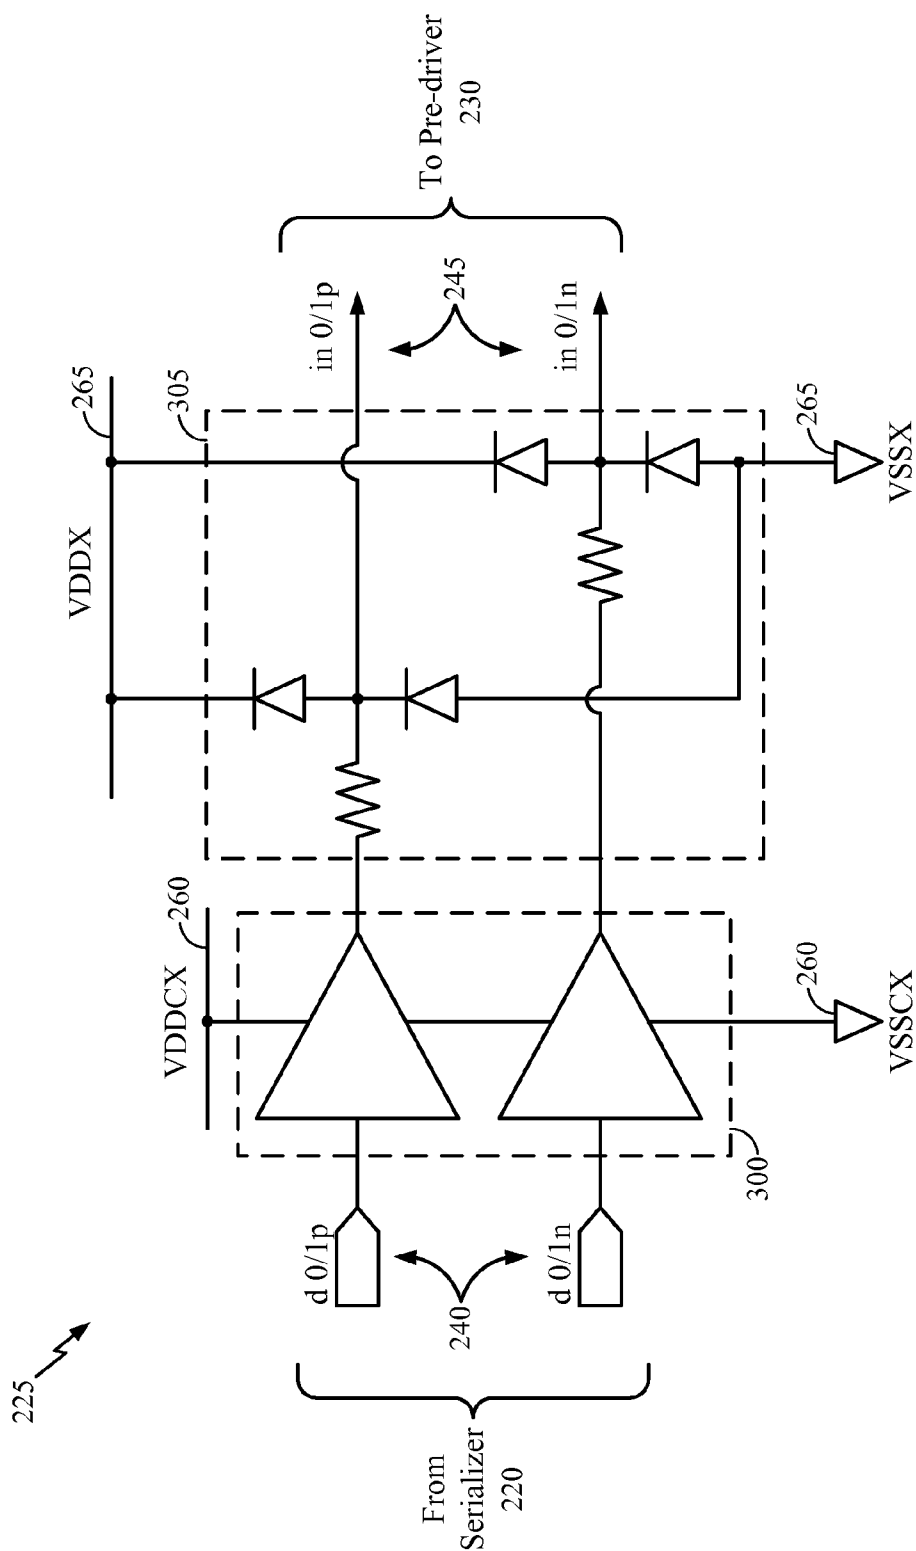 225
From
Serializer
220
d 0/1p
240
d 0/1n
VDDCX
260
300
260
VSSCX
VDDX
265
305
in 0/1p
245
in 0/1n
265
VSSX
To Pre-driver
230